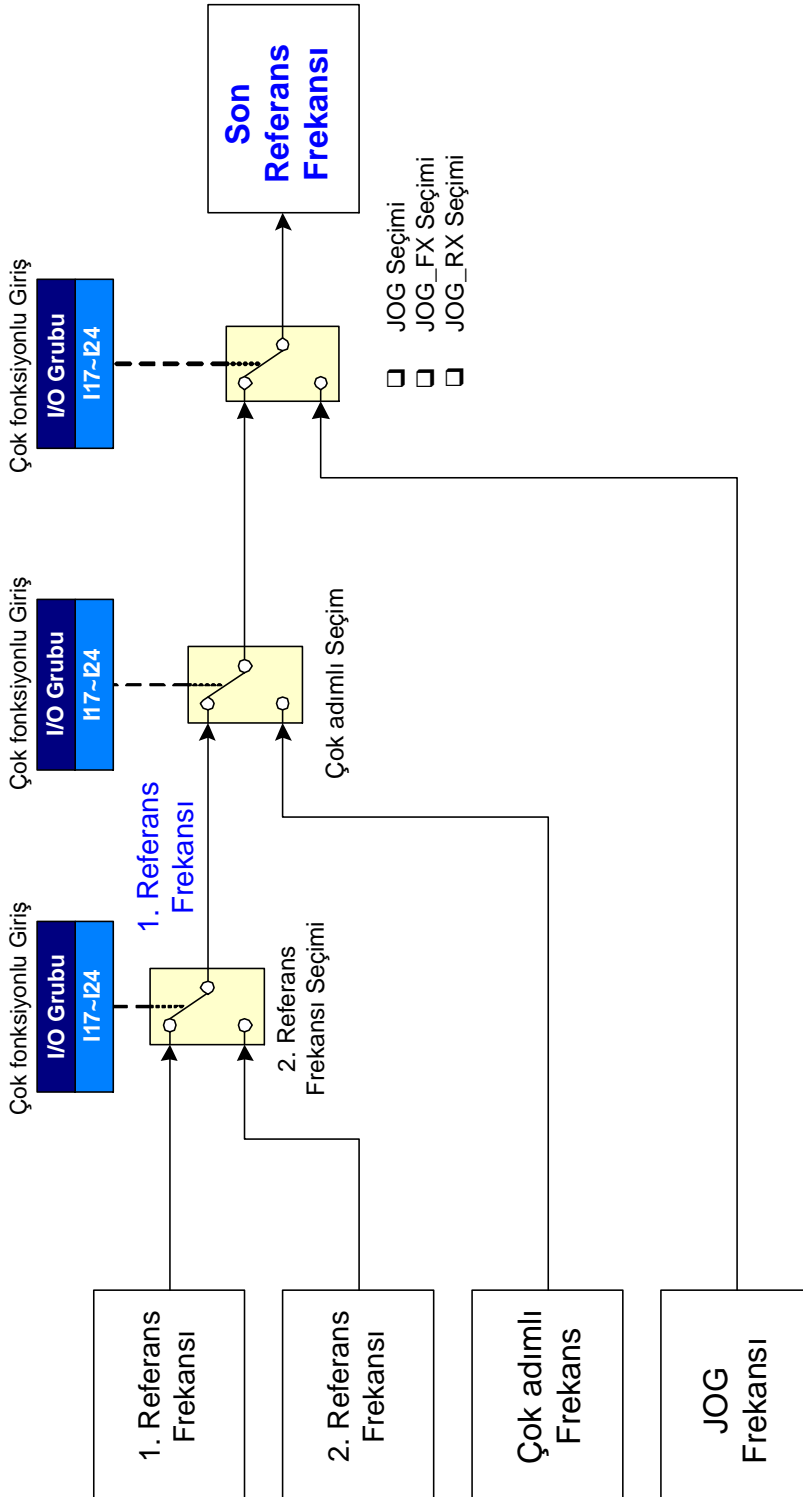 Çok fonksiyonlu Giriş
I/O Grubu
I17~I24
Çok fonksiyonlu Giriş
I/O Grubu
I17~I24
Çok fonksiyonlu Giriş
I/O Grubu
I17~I24
1. Referans
Frekansı
2. Referans
Frekansı
Çok adımlı
Frekans
JOG
Frekansı
2. Referans
Frekansı Seçimi
1. Referans
Frekansı
Çok adımlı Seçim
JOG Seçimi
JOG_FX Seçimi
JOG_RX Seçimi
Son
Referans
Frekansı